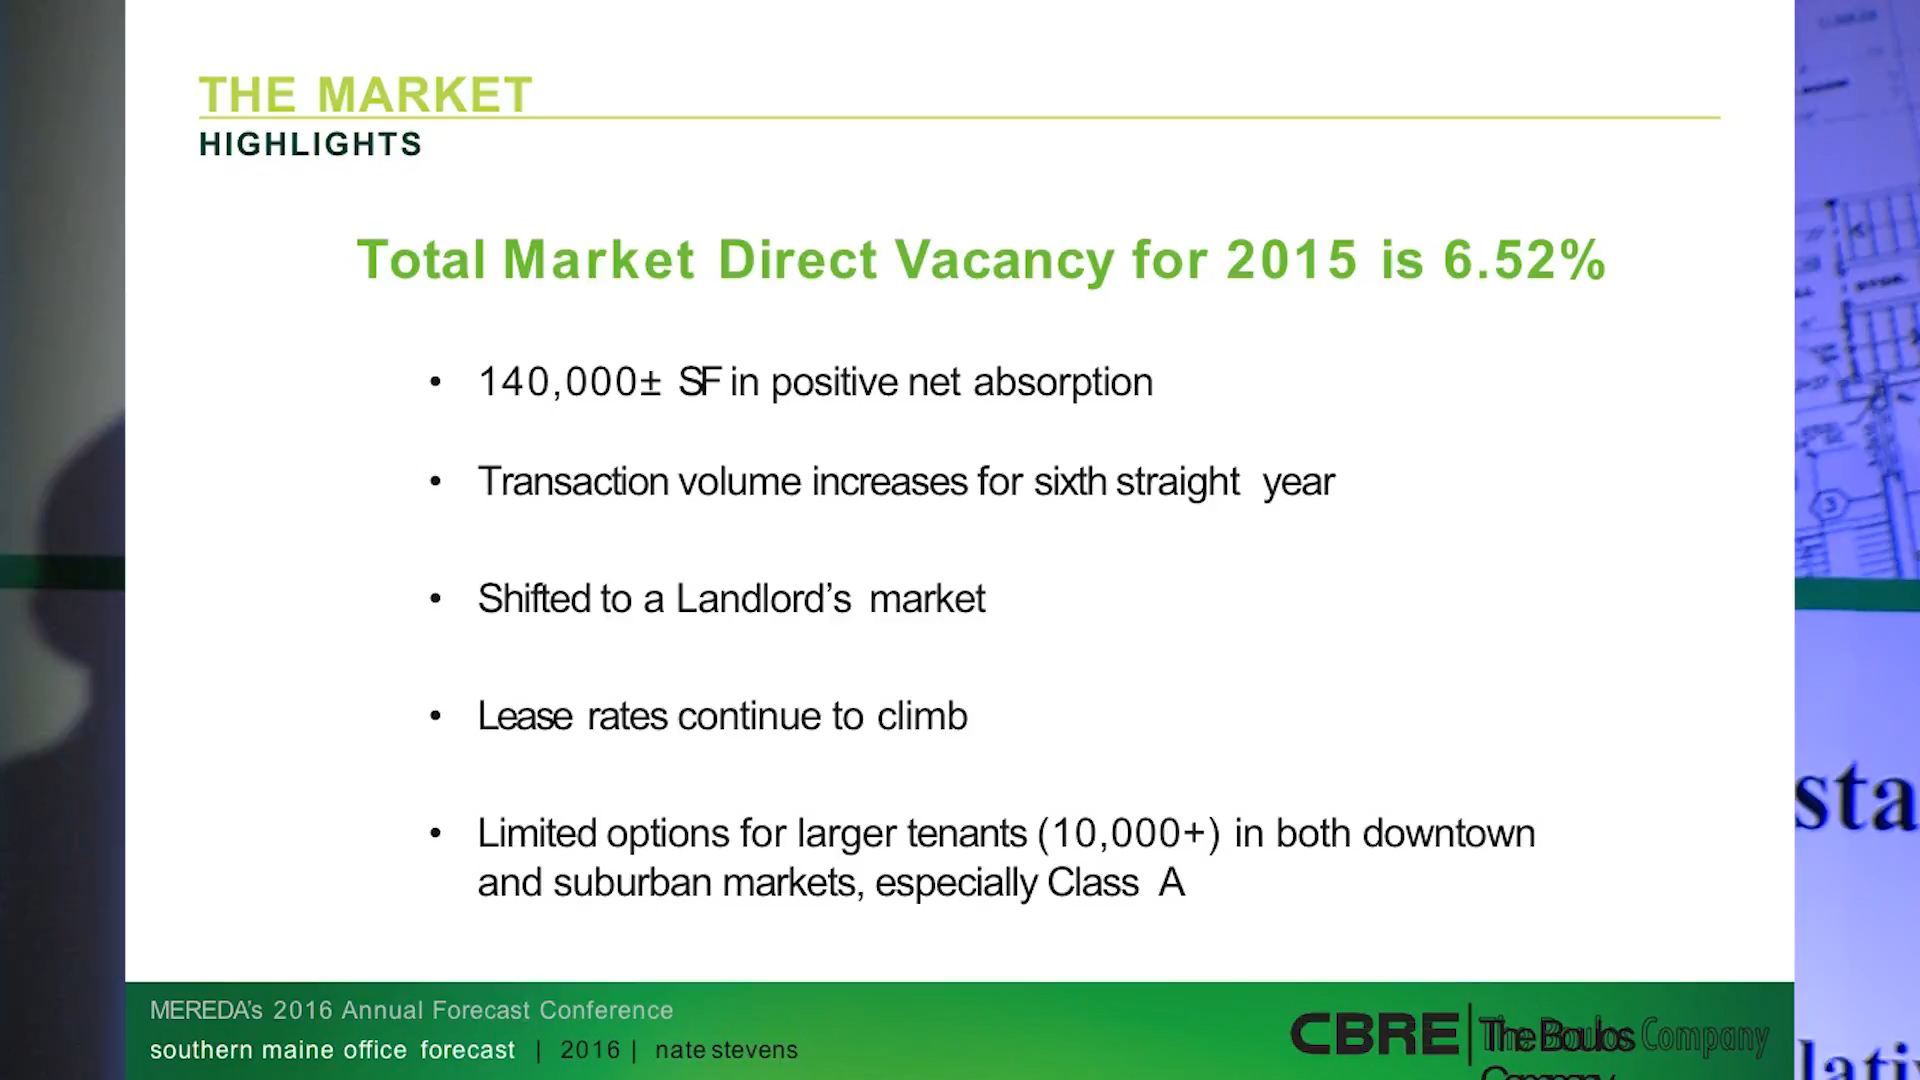 THE MARKET
HIGHLIGHTS
Total Market Direct Vacancy for 2015 is 6.52%
• 140,000± SF in positive net absorption
• Transaction volume increases for sixth straight year
• Shifted to a Landlord’s market
• Lease rates continue to climb
• Limited options for larger tenants (10,000+) in both downtown
and suburban markets, especially Class A
MEREDA’s 2016 Annual Forecast Conference
southern maine office forecast | 2016 | nate stevens
CBRE | The Boulos Company
Company
sta
lati